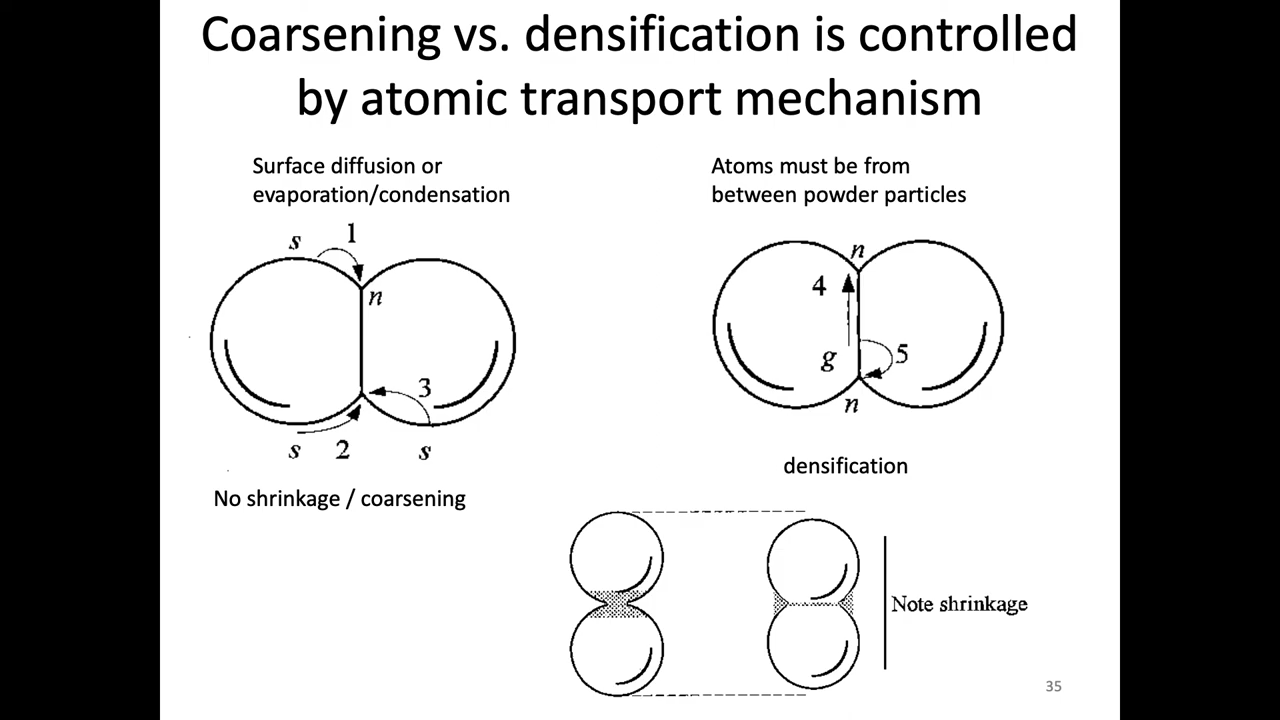 Coarsening vs. densification is controlled
by atomic transport mechanism
Surface diffusion or
evaporation/condensation
s
1
n
3
s
2
s
No shrinkage / coarsening
Atoms must be from
between powder particles
n
4
g
5
n
densification
Note shrinkage
35